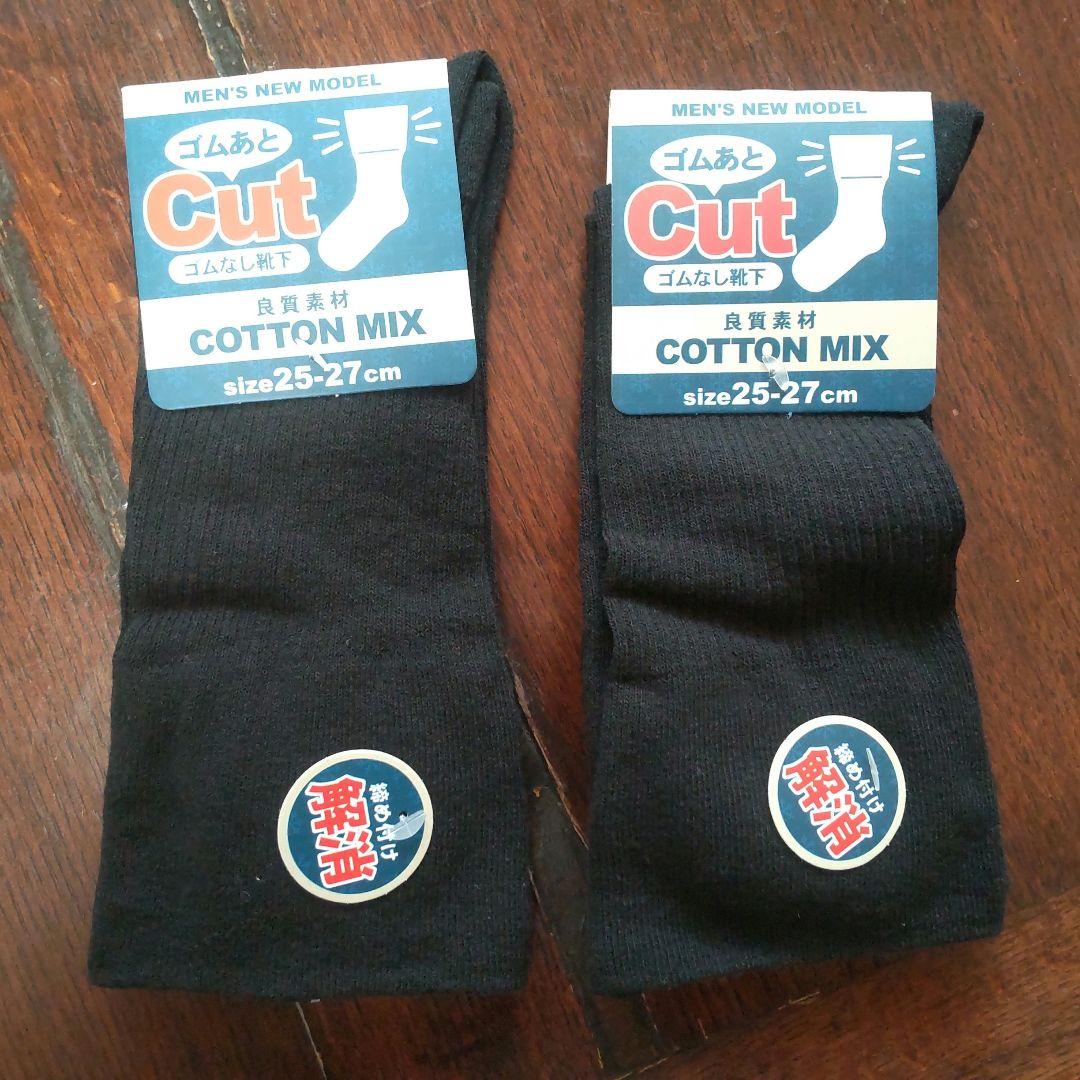 MEN'S NEW MODEL
ゴムあと
Cut
ゴムなし靴下
良質素材
COTTON MIX
size25-27cm
締め付け
解消
MEN'S NEW MODEL
ゴムあと
Cut
ゴムなし靴下
良質素材
COTTON MIX
size25-27cm
締め付け
解消